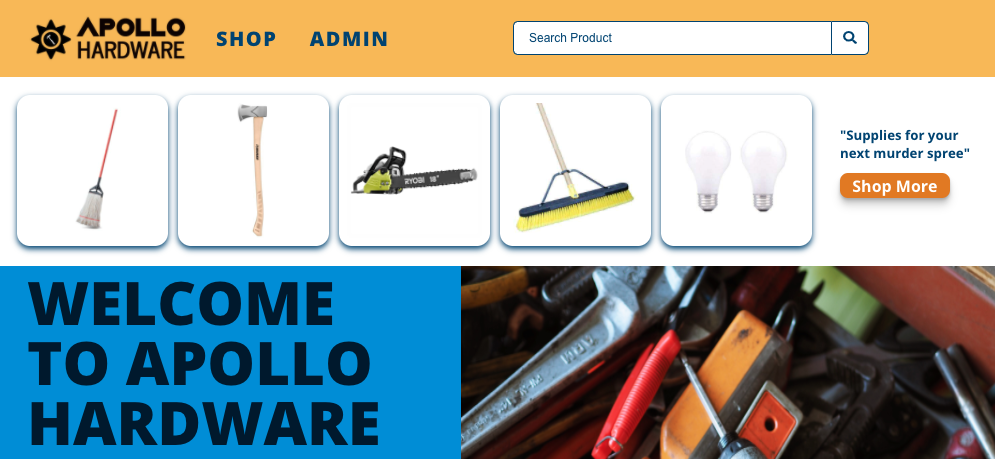 APOLLO
HARDWARE
SHOP
ADMIN
Search Product
RYOBI 18"
"Supplies for your
next murder spree"
Shop More
WELCOME
TO APOLLO
HARDWARE